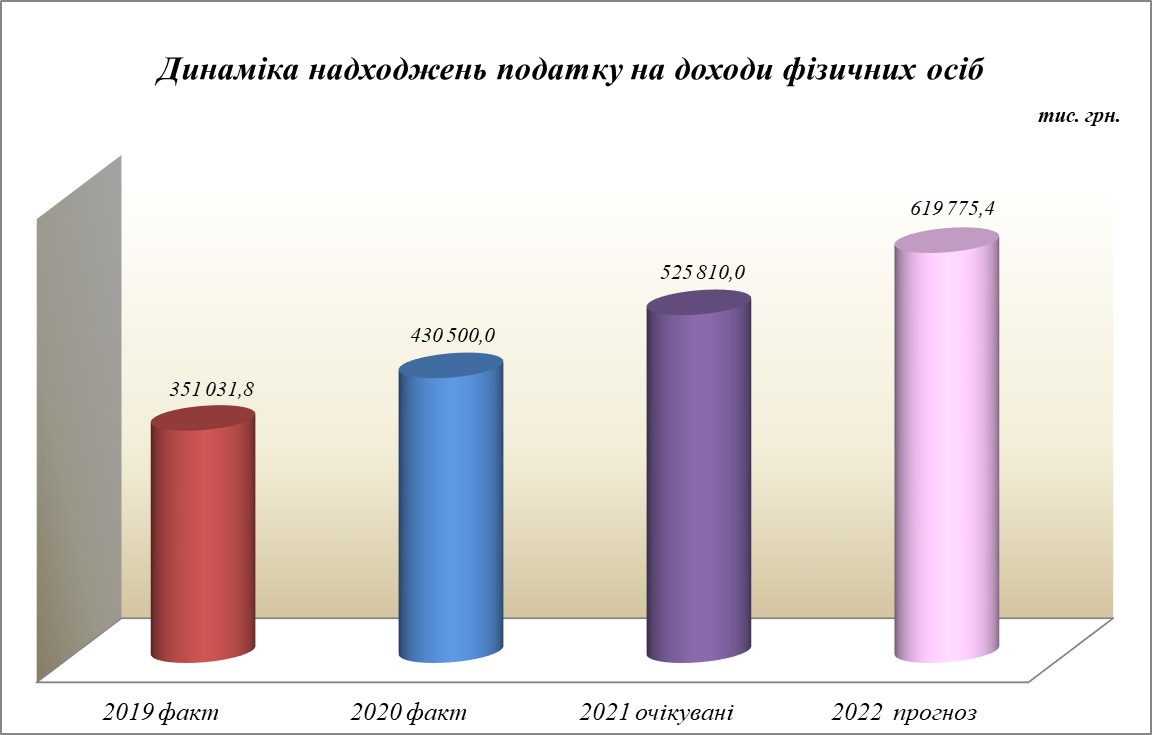 Динаміка надходжень податку на доходи фізичних осіб
тис. грн.
619 775,4
525 810,0
430 500,0
351 031,8
2019 факт
2020 факт
2021 очікувані
2022 прогноз